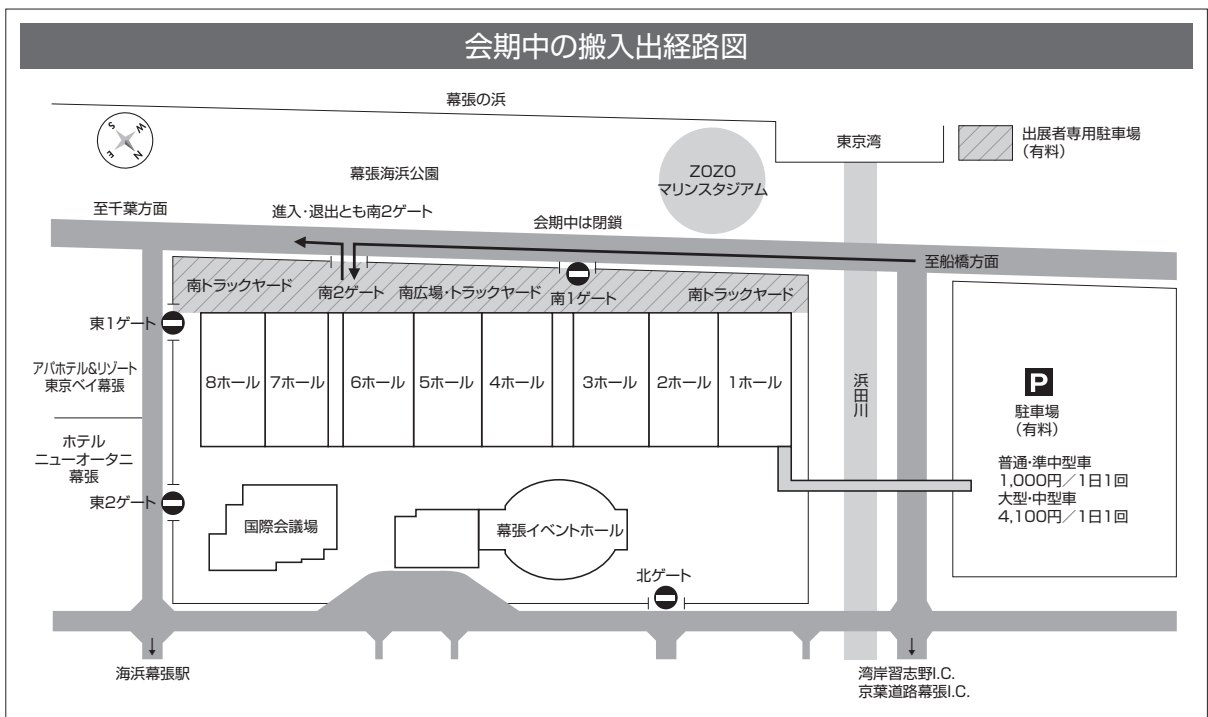 会期中の搬入出経路図
幕張の浜
東京湾
出展者専用駐車場
(有料)
S
W
E
N
ZOZO
マリンスタジアム
幕張海浜公園
至千葉方面
進入・退出とも南2ゲート
会期中は閉鎖
至船橋方面
南トラックヤード
南2ゲート
南広場・トラックヤード
南1ゲート
南トラックヤード
東1ゲート
アパホテル&リゾート
東京ベイ幕張
8ホール
7ホール
6ホール
5ホール
4ホール
3ホール
2ホール
1ホール
浜田川
P
駐車場
(有料)
普通・準中型車
1,000円/1日1回
大型・中型車
4,100円/1日1回
ホテル
ニューオータニ
幕張
東2ゲート
国際会議場
幕張イベントホール
北ゲート
海浜幕張駅
湾岸習志野I.C.
京葉道路幕張I.C.